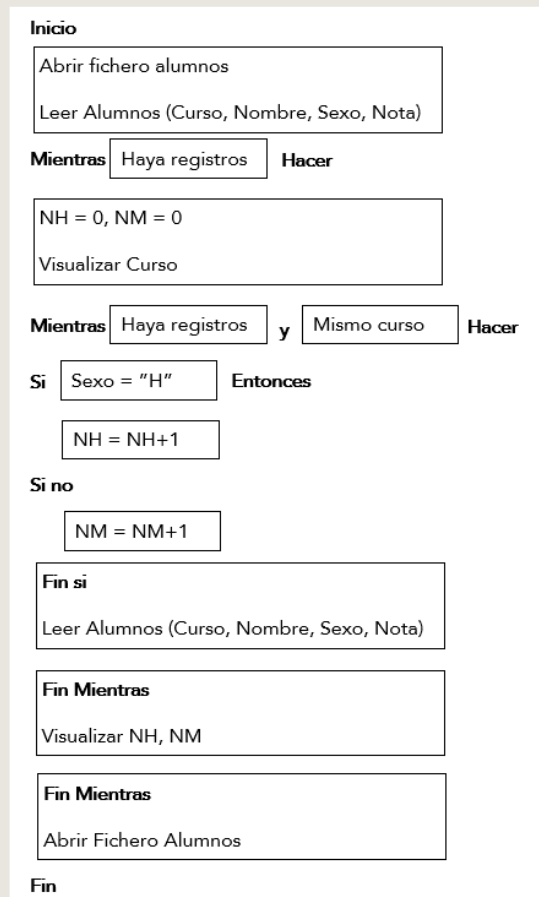 Inicio
Abrir fichero alumnos
Leer Alumnos (Curso, Nombre, Sexo, Nota)
Mientras Haya registros Hacer
NH = 0, NM = 0
Visualizar Curso
Mientras Haya registros y Mismo curso Hacer
Si Sexo = "H" Entonces
NH = NH+1
Si no
NM = NM+1
Fin si
Leer Alumnos (Curso, Nombre, Sexo, Nota)
Fin Mientras
Visualizar NH, NM
Fin Mientras
Abrir Fichero Alumnos
Fin